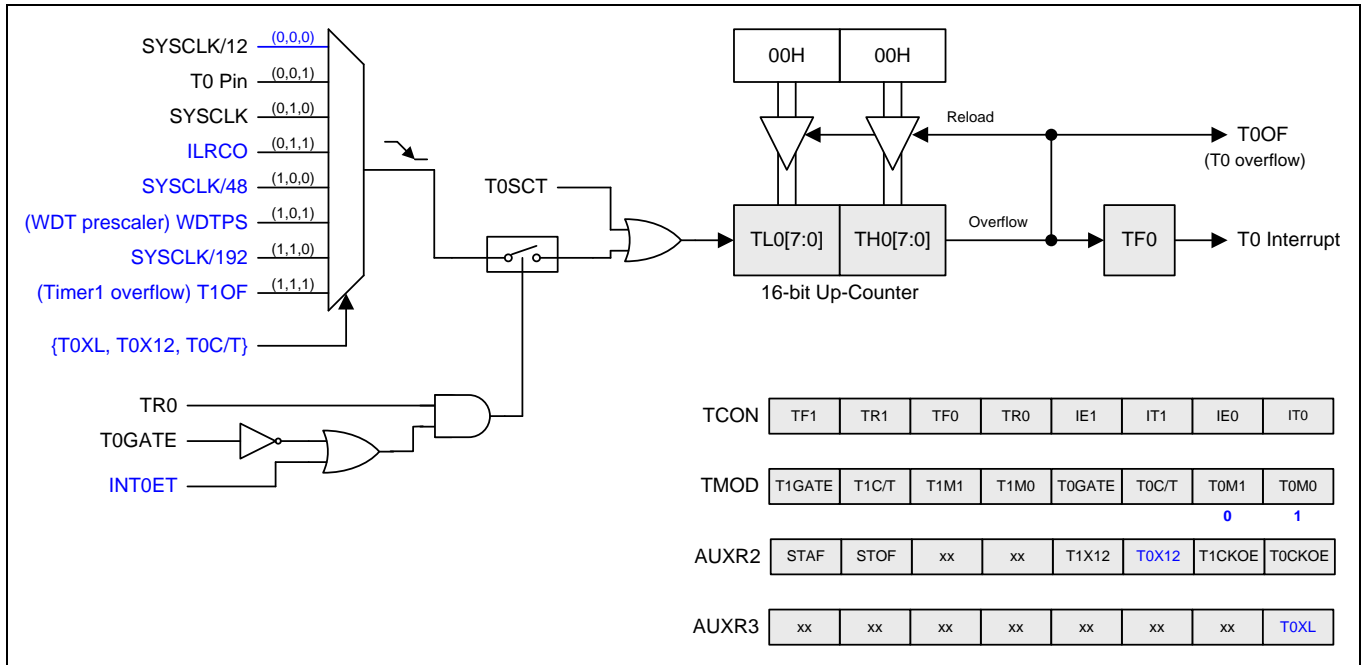 SYSCLK/12 (0,0,0)
T0 Pin (0,0,1)
SYSCLK (0,1,0)
ILRCO (0,1,1)
SYSCLK/48 (1,0,0)
(WDT prescaler) WDTPS (1,0,1)
SYSCLK/192 (1,1,0)
(Timer1 overflow) T1OF (1,1,1)
{T0XL, T0X12, T0C/T}
TR0
T0GATE
INT0ET
T0SCT
00H 00H
Reload
T0OF
(T0 overflow)
TL0[7:0] TH0[7:0]
Overflow
TF0
T0 Interrupt
16-bit Up-Counter
TCON TF1 TR1 TF0 TR0 IE1 IT1 IE0 IT0
TMOD T1GATE T1C/T T1M1 T1M0 T0GATE T0C/T T0M1 T0M0
0 1
AUXR2 STAF STOF xx xx T1X12 T0X12 T1CKOE T0CKOE
AUXR3 xx xx xx xx xx xx xx T0XL